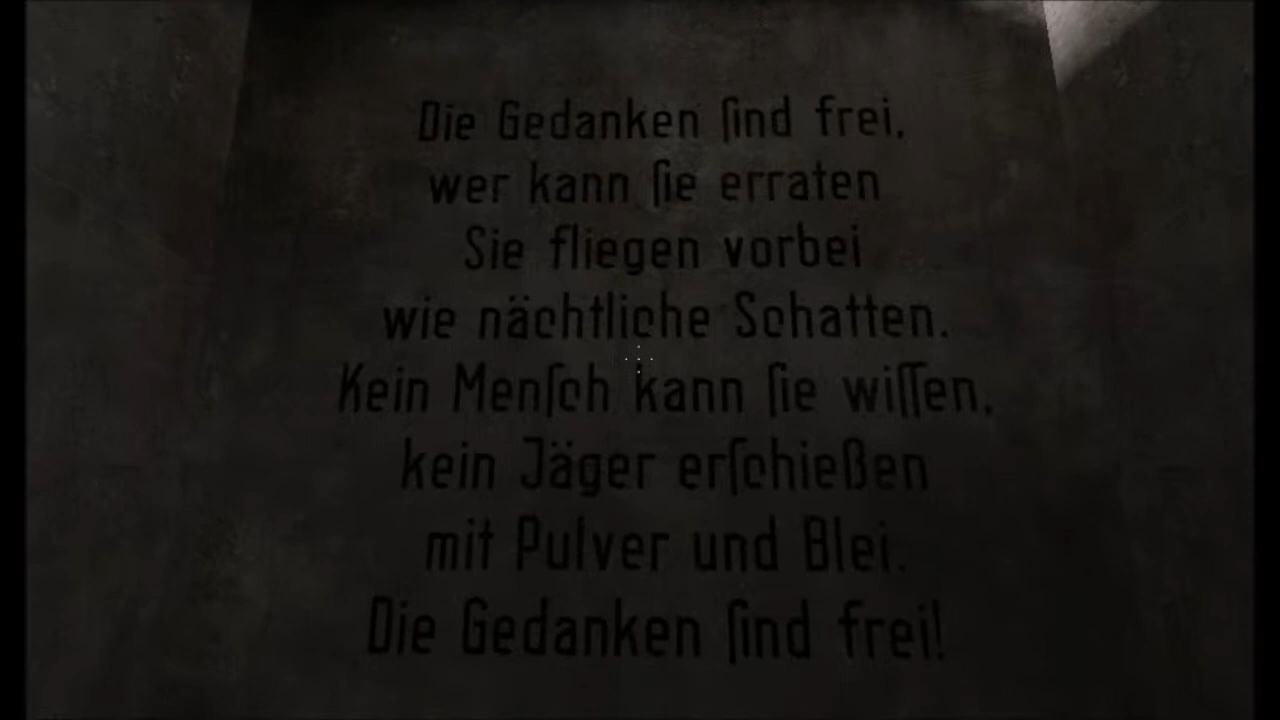 Die Gedanken ſind frei,
wer kann ſie erraten
Sie fliegen vorbei
wie nächtliche Schatten.
Kein Menſch kann ſie wiſſen,
kein Jäger erſchießen
mit Pulver und Blei.
Die Gedanken ſind frei!